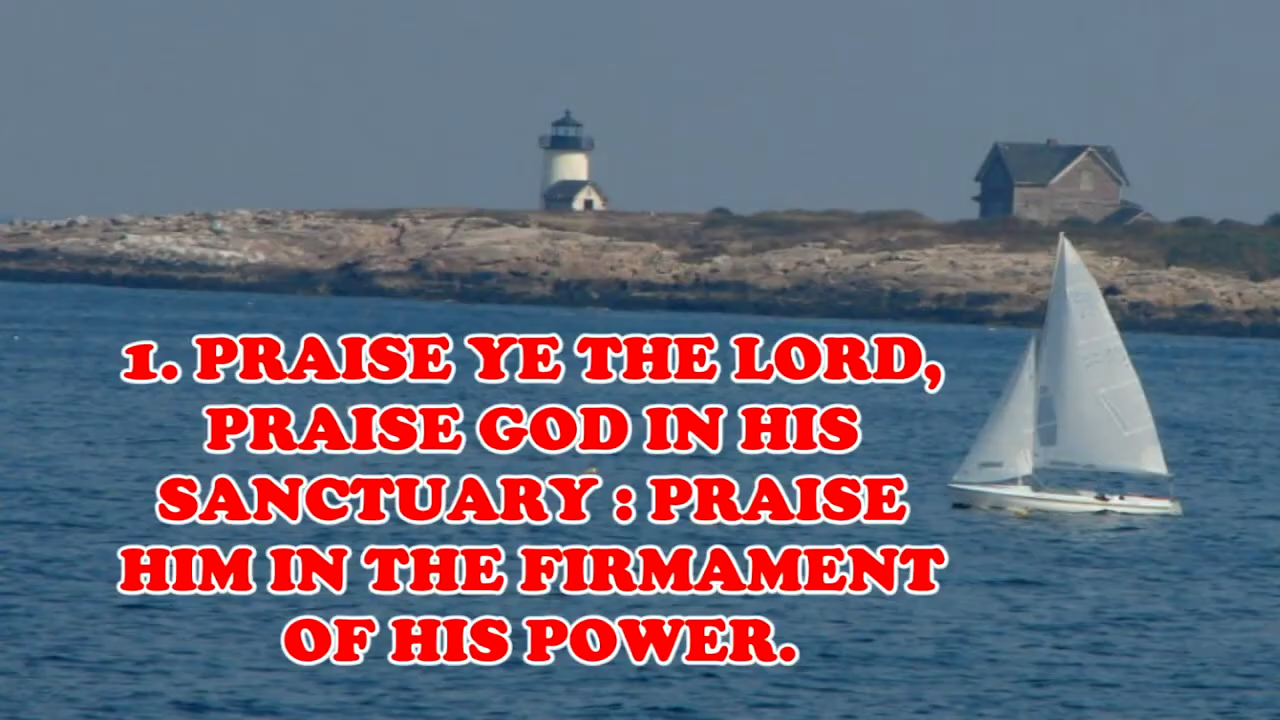 1. PRAISE YE THE LORD,
PRAISE GOD IN HIS
SANCTUARY : PRAISE
HIM IN THE FIRMAMENT
OF HIS POWER.